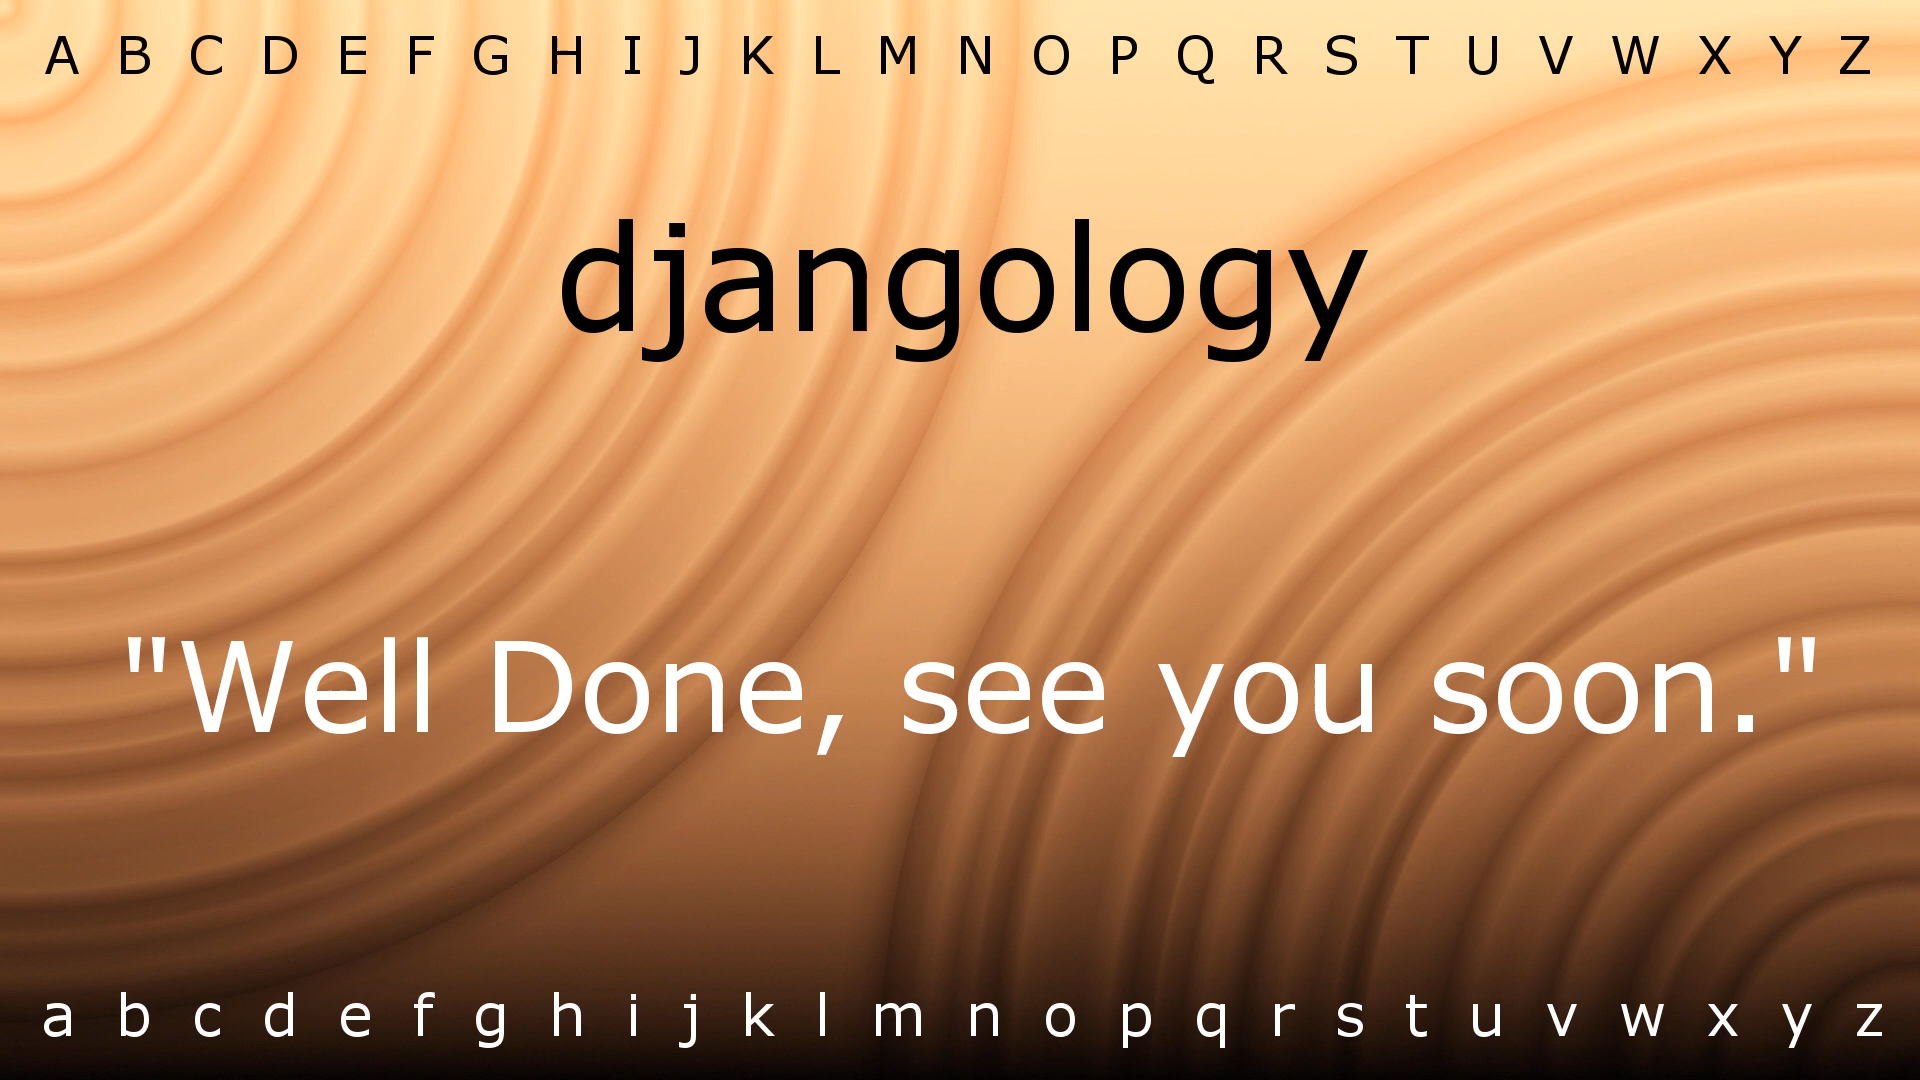 A B C D E F G H I J K L M N O P Q R S T U V W X Y Z
djangology
"Well Done, see you soon."
a b c d e f g h i j k l m n o p q r s t u v w x y z